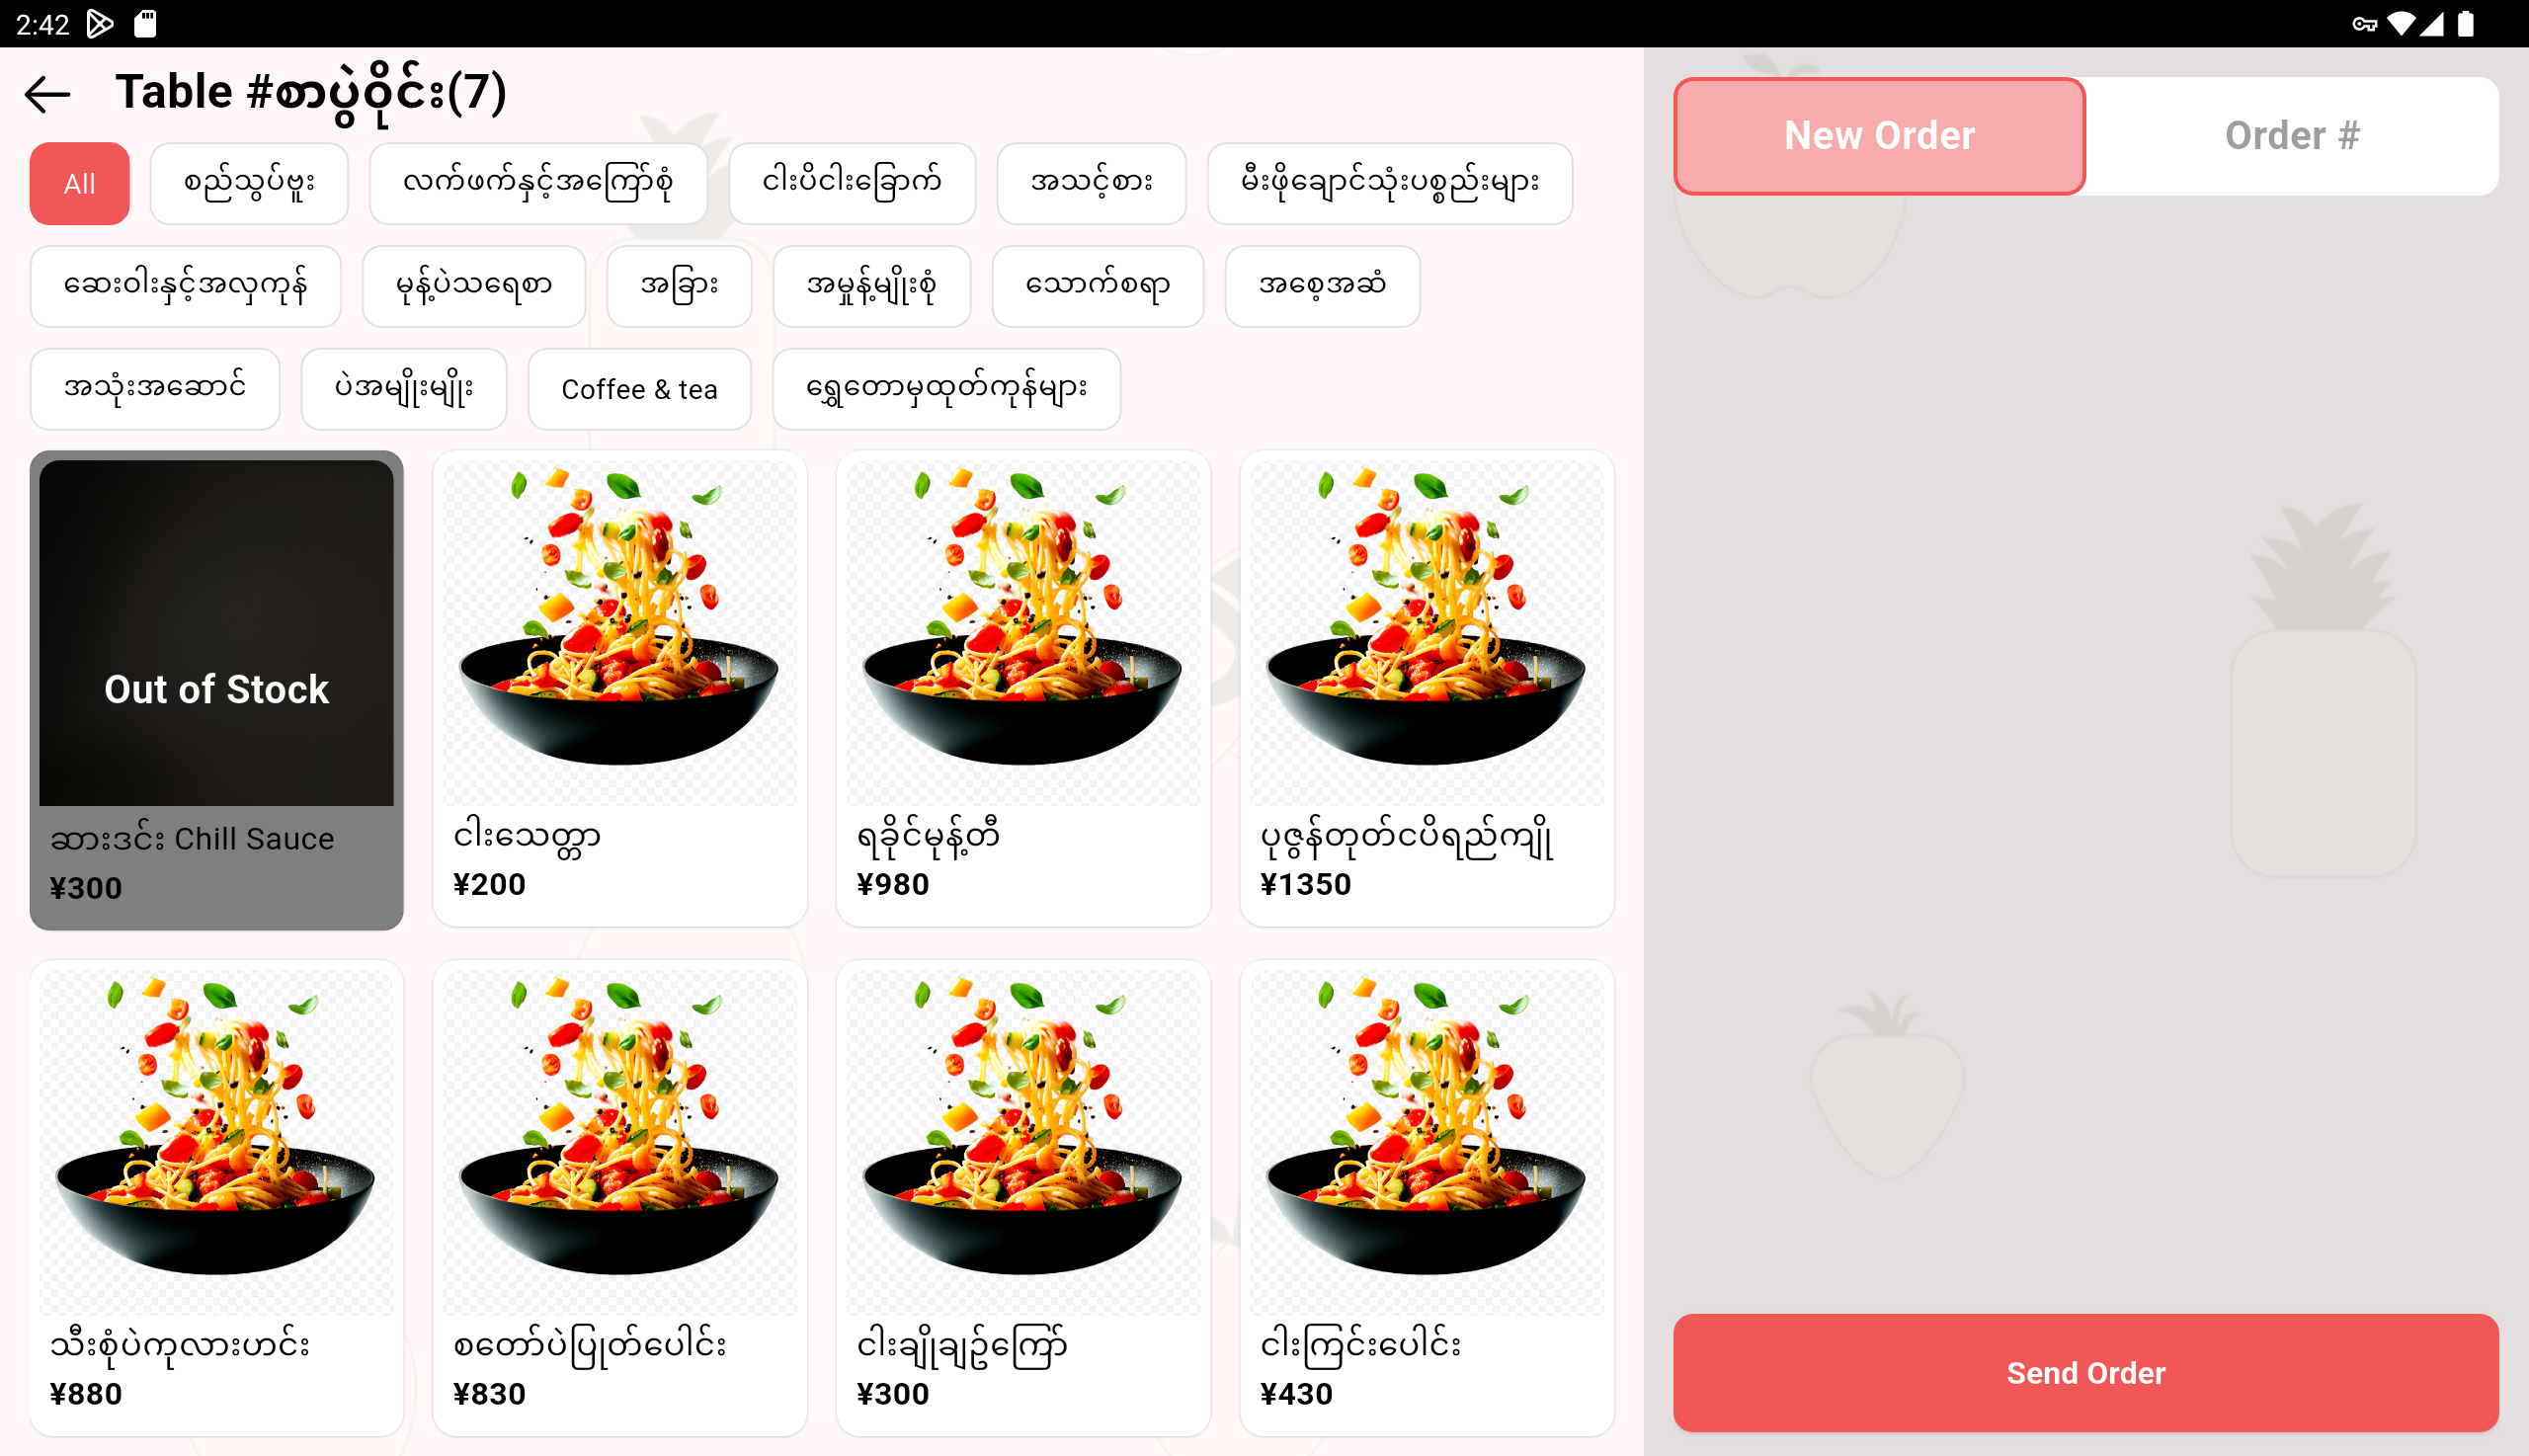 2:42
Table #စာပွဲဝိုင်း(7)
New Order
Order #
All
စည်သွပ်ဗူး
လက်ဖက်နှင့်အကြော်စုံ
ငါးပိငါးခြောက်
အသင့်စား
မီးဖိုချောင်သုံးပစ္စည်းများ
ဆေးဝါးနှင့်အလှကုန်
မုန့်ပဲသရေစာ
အခြား
အမှုန့်မျိုးစုံ
သောက်စရာ
အစေ့အဆံ
အသုံးအဆောင်
ပဲအမျိုးမျိုး
Coffee & tea
ရွှေတောမှထုတ်ကုန်များ
Out of Stock
ဆားဒင်း Chill Sauce
¥300
ငါးသေတ္တာ
¥200
ရခိုင်မုန့်တီ
¥980
ပုဇွန်တုတ်ငပိရည်ကျို
¥1350
သီးစုံပဲကုလားဟင်း
¥880
စတော်ပဲပြုတ်ပေါင်း
¥830
ငါးချိုချဥ်ကြော်
¥300
ငါးကြင်းပေါင်း
¥430
Send Order